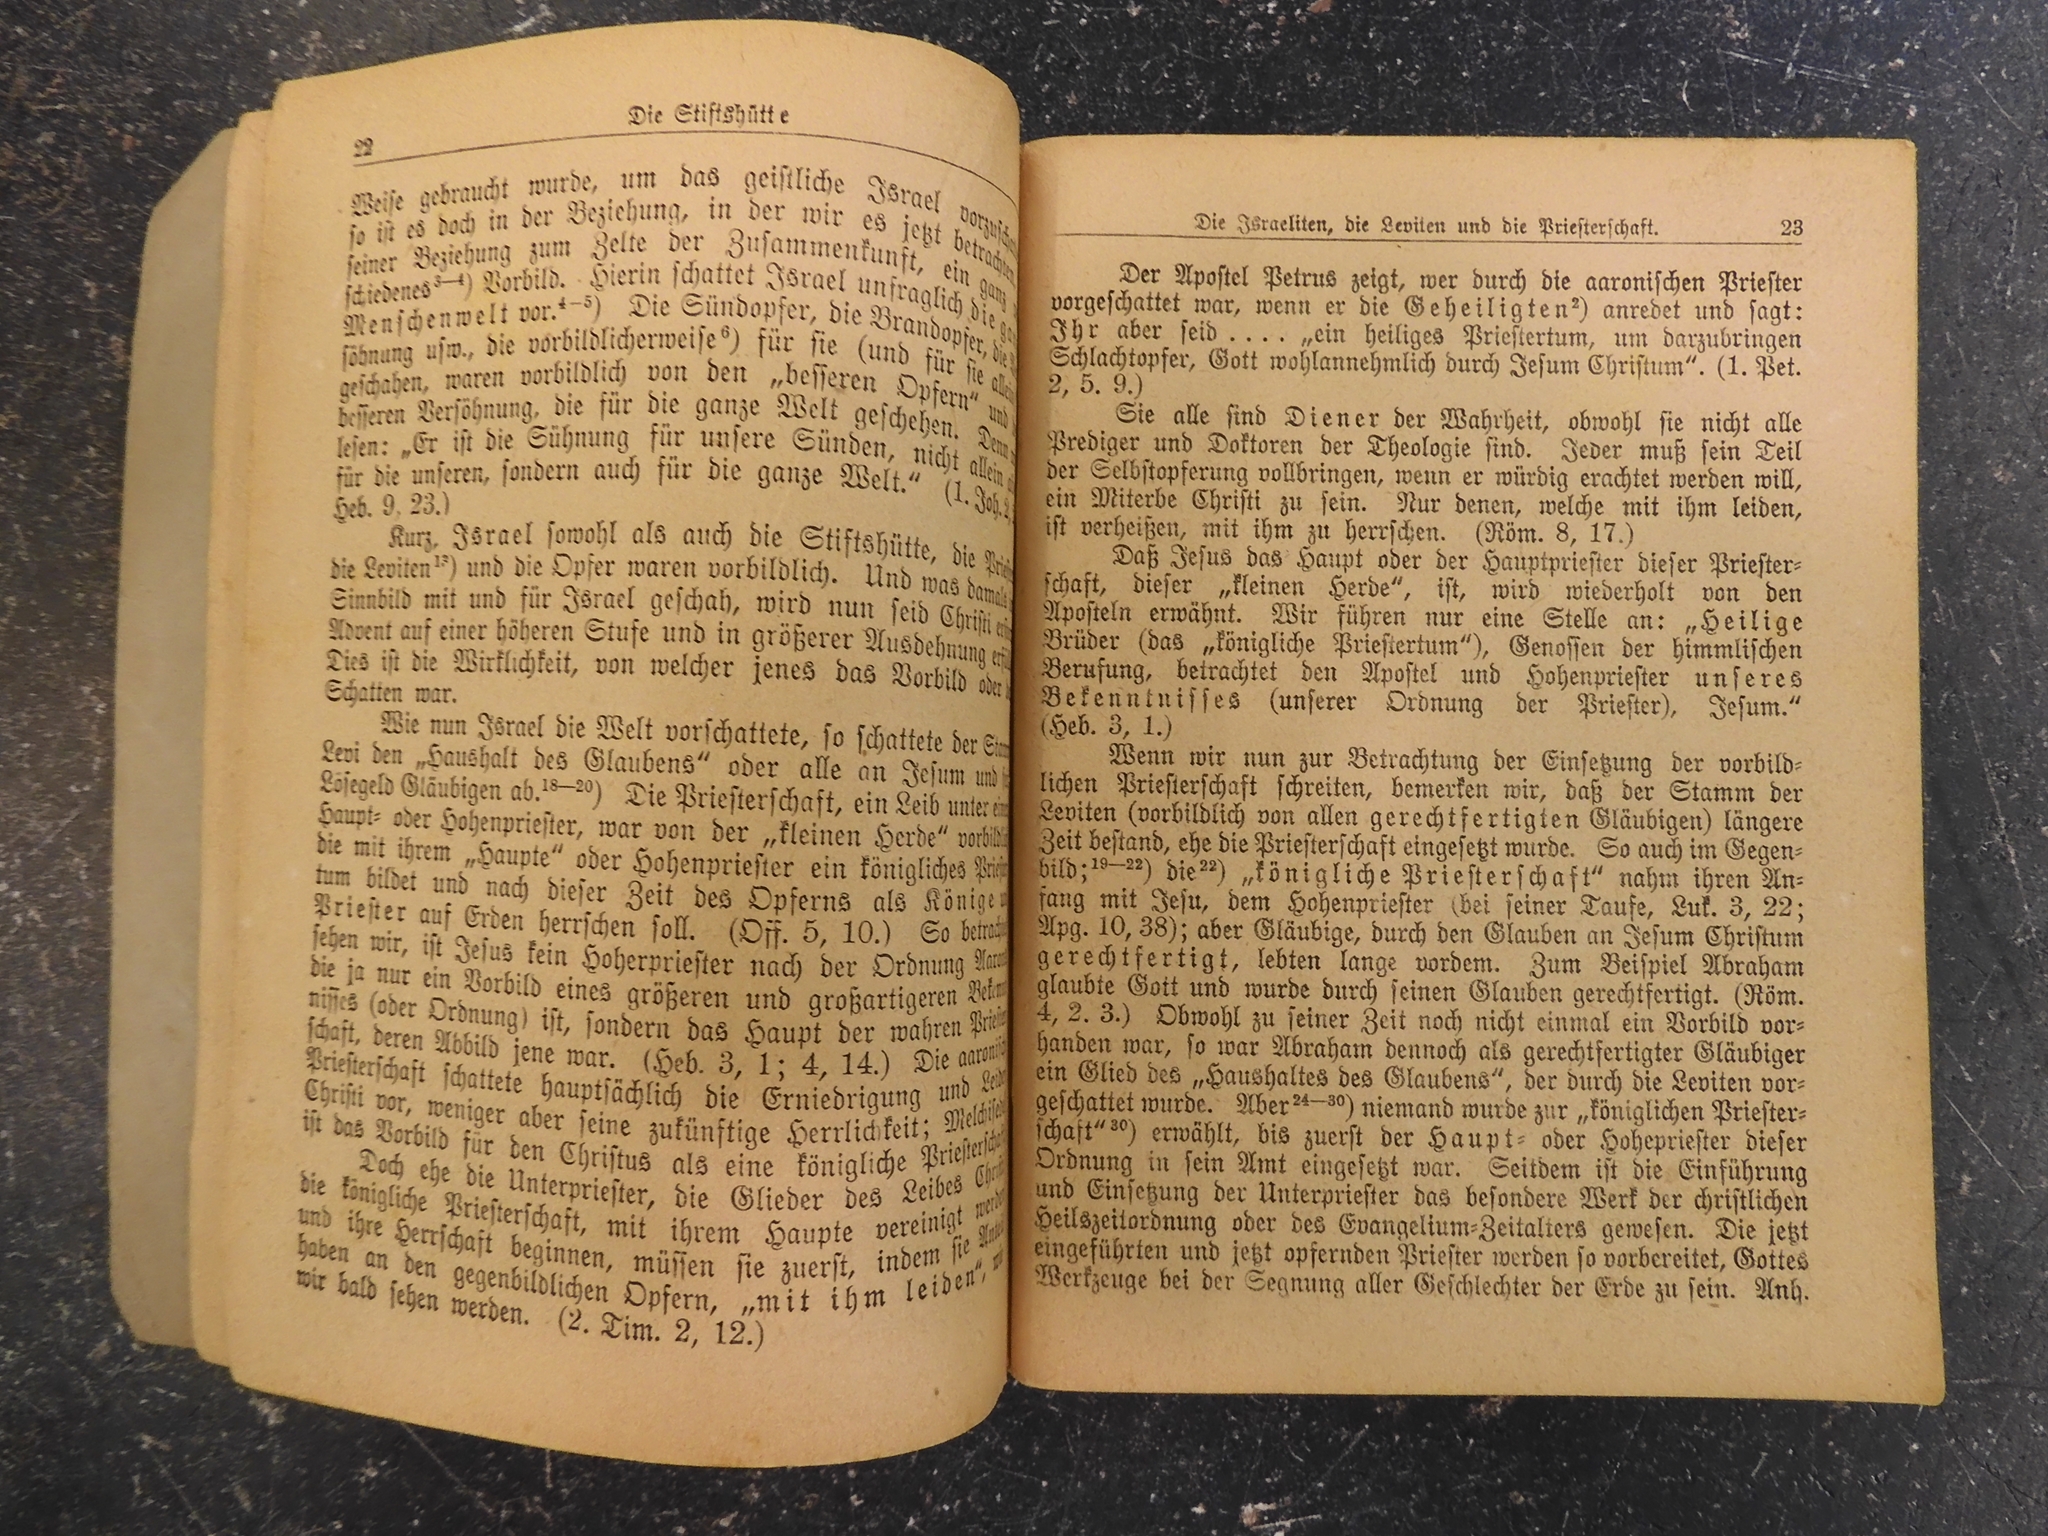 22
Die Stiftshütte
Weise gebraucht wurde, um das geistliche Israel
so ist es doch in der Beziehung, in der wir es jetzt betrachten
seiner Beziehung zum Zelte der Zusammenkunft, ein ganz
schiedenes³—⁴) Vorbild. Hierin schattet Israel unfraglich die
Menschenwelt vor.⁴—⁵) Die Sündopfer, die Brandopfer, die
söhnung usw., die vorbildlicherweise⁶) für sie (und für sie allein
geschahen, waren vorbildlich von den „besseren Opfern“ und
besseren Versöhnung, die für die ganze Welt geschehen. Denn
lesen: „Er ist die Sühnung für unsere Sünden, nicht allein
für die unseren, sondern auch für die ganze Welt.“ (1. Joh. 2,
Heb. 9, 23.)
Kurz, Israel sowohl als auch die Stiftshütte, die
die Leviten¹³) und die Opfer waren vorbildlich. Und was damals
Sinnbild mit und für Israel geschah, wird nun seid Christi
Advent auf einer höheren Stufe und in größerer Ausdehnung
Dies ist die Wirklichkeit, von welcher jenes das Vorbild oder
Schatten war.
Wie nun Israel die Welt vorschattete, so schattete der
Levi den „Haushalt des Glaubens“ oder alle an Jesum und
Lösegeld Gläubigen ab.¹⁸—²⁰) Die Priesterschaft, ein Leib unter
Haupt- oder Hohenpriester, war von der „kleinen Herde“
die mit ihrem „Haupte“ oder Hohenpriester ein königliches
tum bildet und nach dieser Zeit des Opferns als Könige
Priester auf Erden herrschen soll. (Off. 5, 10.) So
sehen wir, ist Jesus kein Hoherpriester nach der Ordnung
die ja nur ein Vorbild eines größeren und großartigeren
nisses (oder Ordnung) ist, sondern das Haupt der wahren
schaft, deren Abbild jene war. (Heb. 3, 1; 4, 14.) Die
Priesterschaft schattete hauptsächlich die Erniedrigung und
Christi vor, weniger aber seine zukünftige Herrlichkeit;
ist das Vorbild für den Christus als eine königliche
Doch ehe die Unterpriester, die Glieder des Leibes
die königliche Priesterschaft, mit ihrem Haupte vereinigt
und ihre Herrschaft beginnen, müssen sie zuerst, indem sie
haben an den gegenbildlichen Opfern, „mit ihm leiden“,
wir bald sehen werden. (2. Tim. 2, 12.)
Die Israeliten, die Leviten und die Priesterschaft. 23
Der Apostel Petrus zeigt, wer durch die aaronischen Priester
vorgeschattet war, wenn er die Geheiligten²) anredet und sagt:
Ihr aber seid .... „ein heiliges Priestertum, um darzubringen
Schlachtopfer, Gott wohlannehmlich durch Jesum Christum“. (1. Pet.
2, 5. 9.)
Sie alle sind Diener der Wahrheit, obwohl sie nicht alle
Prediger und Doktoren der Theologie sind. Jeder muß sein Teil
der Selbstopferung vollbringen, wenn er würdig erachtet werden will,
ein Miterbe Christi zu sein. Nur denen, welche mit ihm leiden,
ist verheißen, mit ihm zu herrschen. (Röm. 8, 17.)
Daß Jesus das Haupt oder der Hauptpriester dieser Priester-
schaft, dieser „kleinen Herde“, ist, wird wiederholt von den
Aposteln erwähnt. Wir führen nur eine Stelle an: „Heilige
Brüder (das „königliche Priestertum“), Genossen der himmlischen
Berufung, betrachtet den Apostel und Hohenpriester unseres
Bekenntnisses (unserer Ordnung der Priester), Jesum.“
(Heb. 3, 1.)
Wenn wir nun zur Betrachtung der Einsetzung der vorbild-
lichen Priesterschaft schreiten, bemerken wir, daß der Stamm der
Leviten (vorbildlich von allen gerechtfertigten Gläubigen) längere
Zeit bestand, ehe die Priesterschaft eingesetzt wurde. So auch im Gegen-
bild;¹⁹—²²) die²²) „königliche Priesterschaft“ nahm ihren An-
fang mit Jesu, dem Hohenpriester (bei seiner Taufe, Luk. 3, 22;
Apg. 10, 38); aber Gläubige, durch den Glauben an Jesum Christum
gerechtfertigt, lebten lange vordem. Zum Beispiel Abraham
glaubte Gott und wurde durch seinen Glauben gerechtfertigt. (Röm.
4, 2. 3.) Obwohl zu seiner Zeit noch nicht einmal ein Vorbild vor-
handen war, so war Abraham dennoch als gerechtfertigter Gläubiger
ein Glied des „Haushaltes des Glaubens“, der durch die Leviten vor-
geschattet wurde. Aber²⁴—³⁰) niemand wurde zur „königlichen Priester-
schaft“³⁰) erwählt, bis zuerst der Haupt- oder Hohepriester dieser
Ordnung in sein Amt eingesetzt war. Seitdem ist die Einführung
und Einsetzung der Unterpriester das besondere Werk der christlichen
Heilszeitordnung oder des Evangelium-Zeitalters gewesen. Die jetzt
eingeführten und jetzt opfernden Priester werden so vorbereitet, Gottes
Werkzeuge bei der Segnung aller Geschlechter der Erde zu sein. Anh.